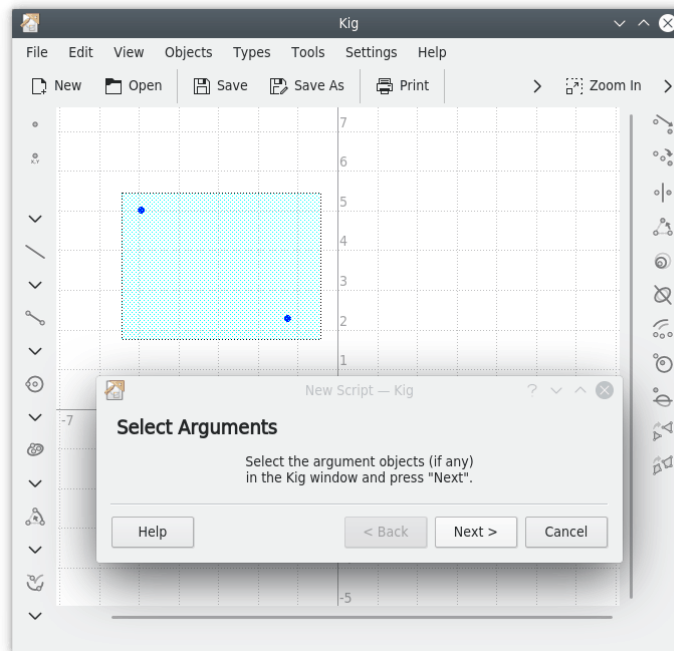 Kig
File Edit View Objects Types Tools Settings Help
New Open Save Save As Print Zoom In
7
6
5
4
3
2
1
-7
New Script — Kig
?
Select Arguments
Select the argument objects (if any)
in the Kig window and press "Next".
Help < Back Next > Cancel
-5